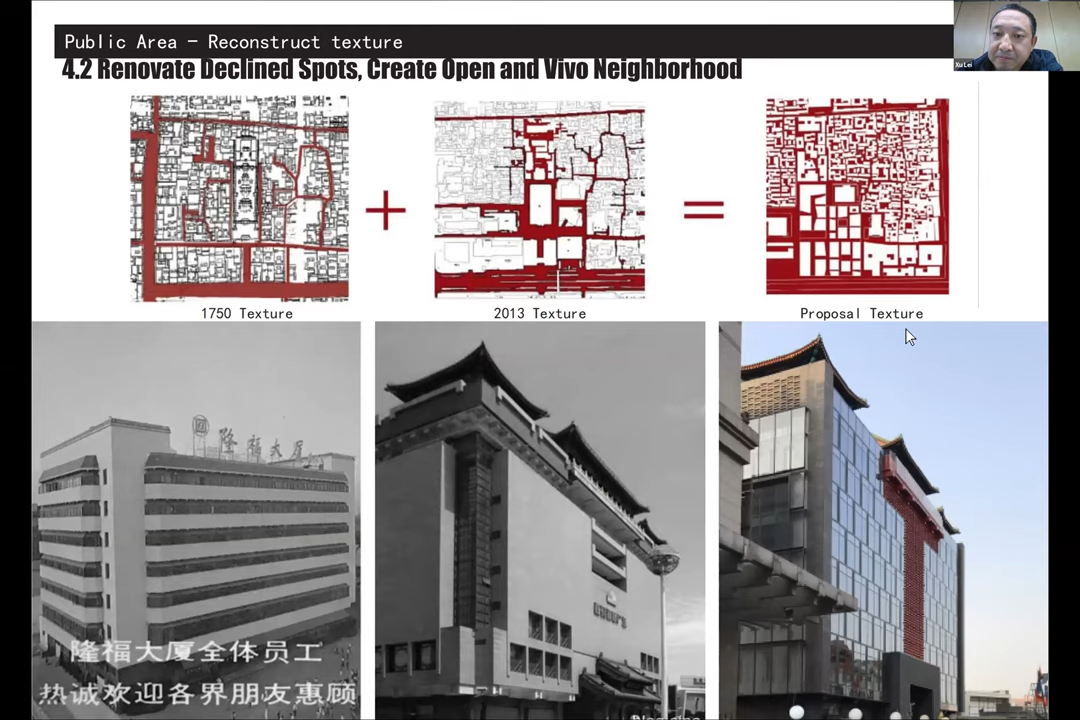 Public Area - Reconstruct texture
Xu Lei
4.2 Renovate Declined Spots, Create Open and Vivo Neighborhood
1750 Texture
2013 Texture
Proposal Texture
隆福大厦
隆福大厦全体员工
热诚欢迎各界朋友惠顾